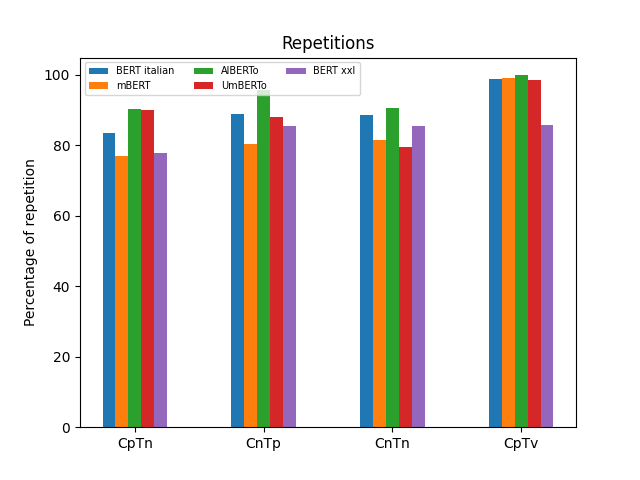 Repetitions
BERT italian AlBERTo BERT xxl
mBERT UmBERTo
Percentage of repetition
100
80
60
40
20
0
CpTn CnTp CnTn CpTv